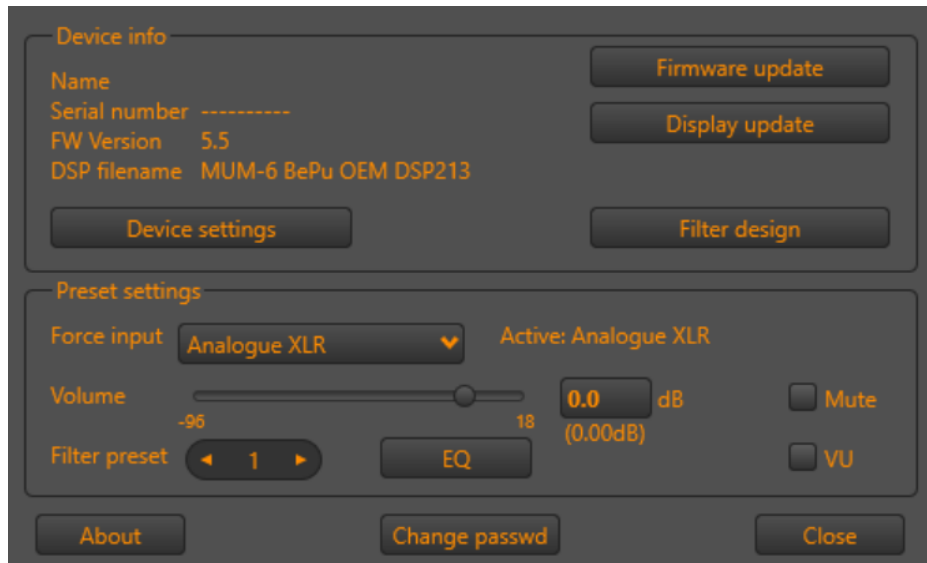 Device info
Name
Firmware update
Serial number ----------
Display update
FW Version 5.5
DSP filename MUM-6 BePu OEM DSP213
Device settings
Filter design
Preset settings
Force input Analogue XLR Active: Analogue XLR
Volume 0.0 dB Mute
-96 18 (0.00dB)
Filter preset 1 EQ VU
About Change passwd Close